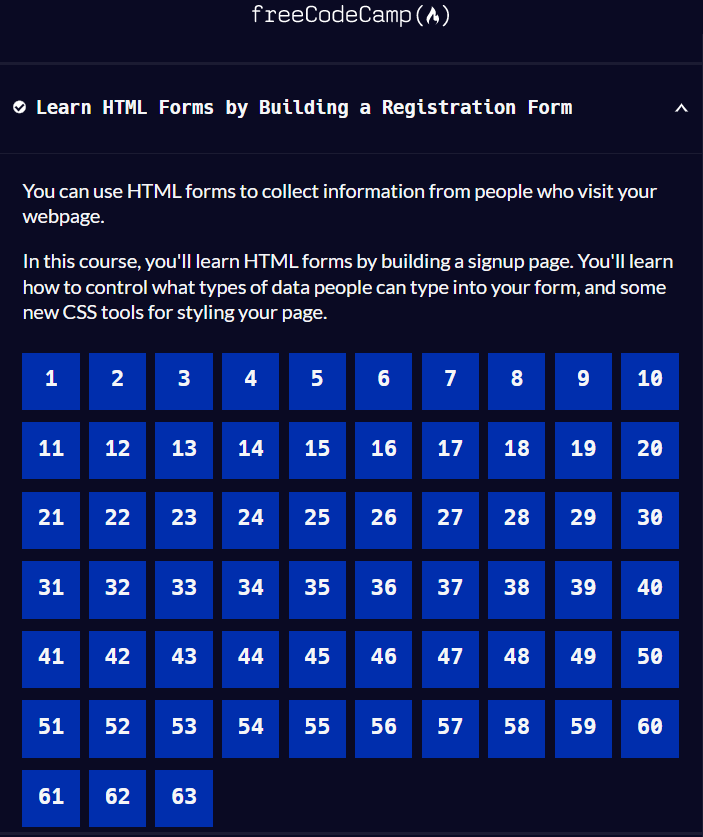 freeCodeCamp(🔥)
Learn HTML Forms by Building a Registration Form
You can use HTML forms to collect information from people who visit your
webpage.
In this course, you'll learn HTML forms by building a signup page. You'll learn
how to control what types of data people can type into your form, and some
new CSS tools for styling your page.
1 2 3 4 5 6 7 8 9 10
11 12 13 14 15 16 17 18 19 20
21 22 23 24 25 26 27 28 29 30
31 32 33 34 35 36 37 38 39 40
41 42 43 44 45 46 47 48 49 50
51 52 53 54 55 56 57 58 59 60
61 62 63